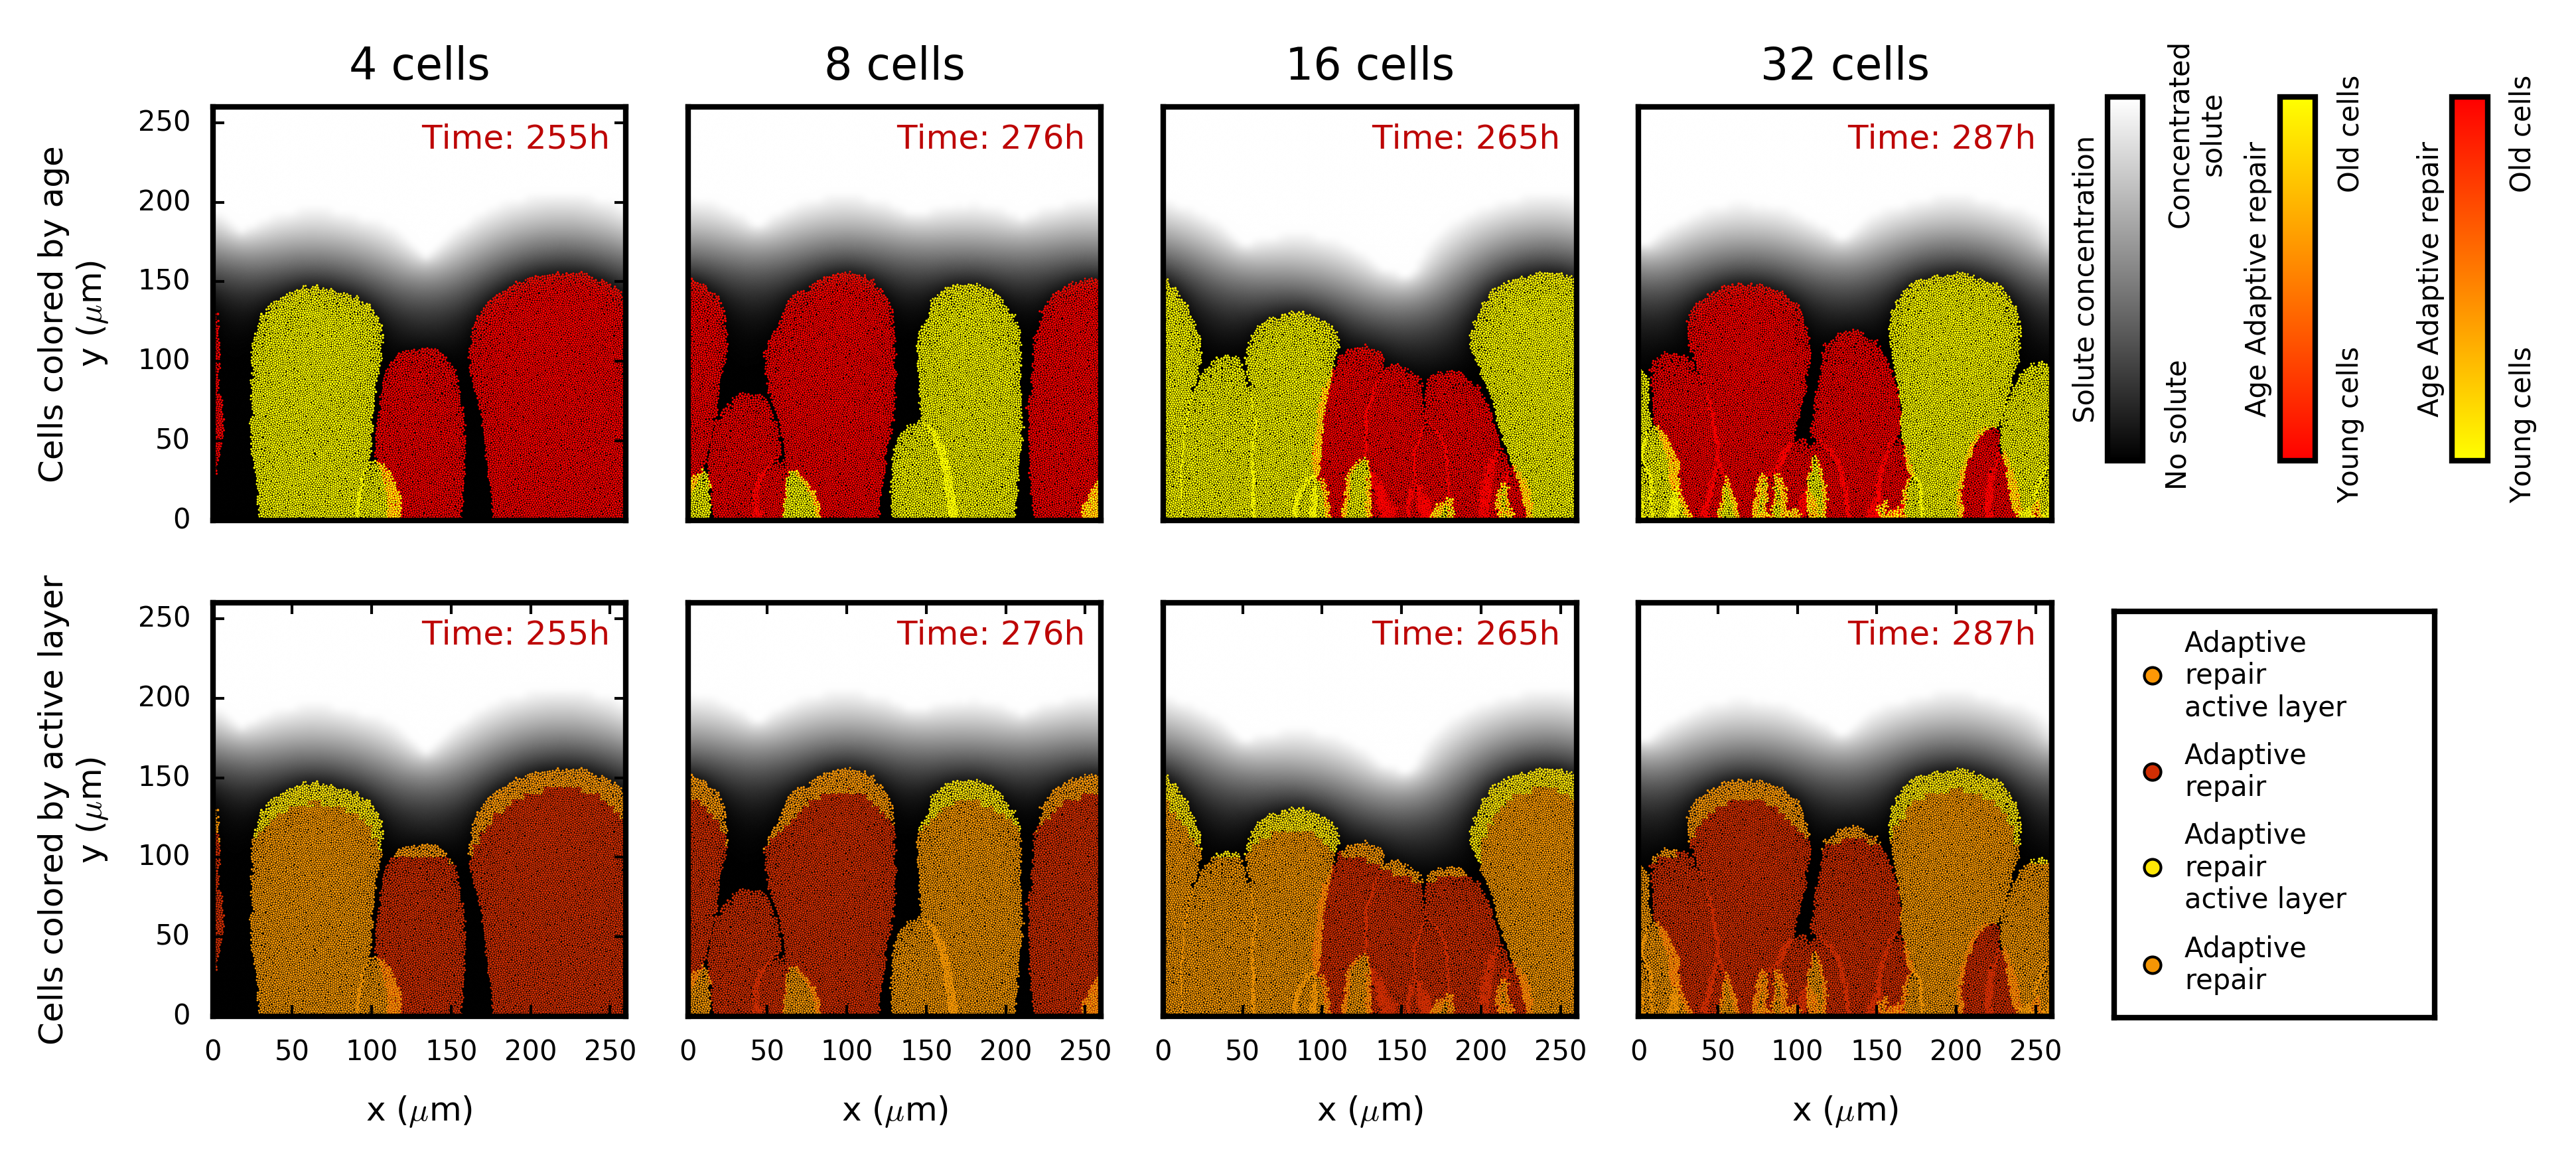 4 cells
8 cells
16 cells
32 cells
Cells colored by age
y (μm)
250
200
150
100
50
0
Time: 255h
Time: 276h
Time: 265h
Time: 287h
Solute concentration
No solute
Concentrated
solute
Age Adaptive repair
Young cells
Old cells
Age Adaptive repair
Young cells
Old cells
Cells colored by active layer
y (μm)
250
200
150
100
50
0
Time: 255h
Time: 276h
Time: 265h
Time: 287h
0 50 100 150 200 250
0 50 100 150 200 250
0 50 100 150 200 250
0 50 100 150 200 250
x (μm)
x (μm)
x (μm)
x (μm)
Adaptive
repair
active layer
Adaptive
repair
Adaptive
repair
active layer
Adaptive
repair